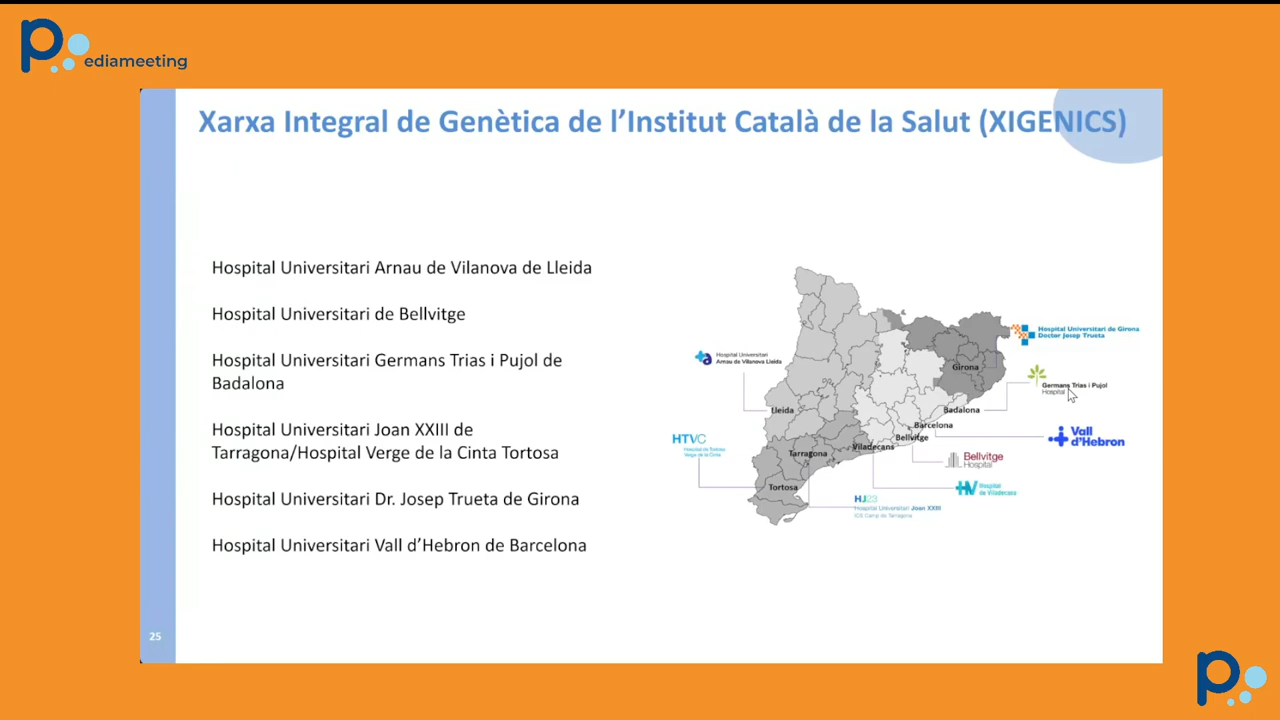 Pediameeting
Xarxa Integral de Genètica de l’Institut Català de la Salut (XIGENICS)
Hospital Universitari Arnau de Vilanova de Lleida
Hospital Universitari de Bellvitge
Hospital Universitari Germans Trias i Pujol de
Badalona
Hospital Universitari Joan XXIII de
Tarragona/Hospital Verge de la Cinta Tortosa
Hospital Universitari Dr. Josep Trueta de Girona
Hospital Universitari Vall d’Hebron de Barcelona
Hospital Universitari de Girona
Doctor Josep Trueta
Hospital Universitari
Arnau de Vilanova Lleida
Girona
Germans Trias i Pujol
Hospital
Lleida
Badalona
Barcelona
Vall
d’Hebron
HTVC
Hospital de Tortosa
Verge de la Cinta
Bellvitge
Viladecans
Tarragona
Bellvitge
Hospital
Tortosa
HV Hospital
de Viladecans
HJ23
Hospital Universitari Joan XXIII
ICS Camp de Tarragona
25
P